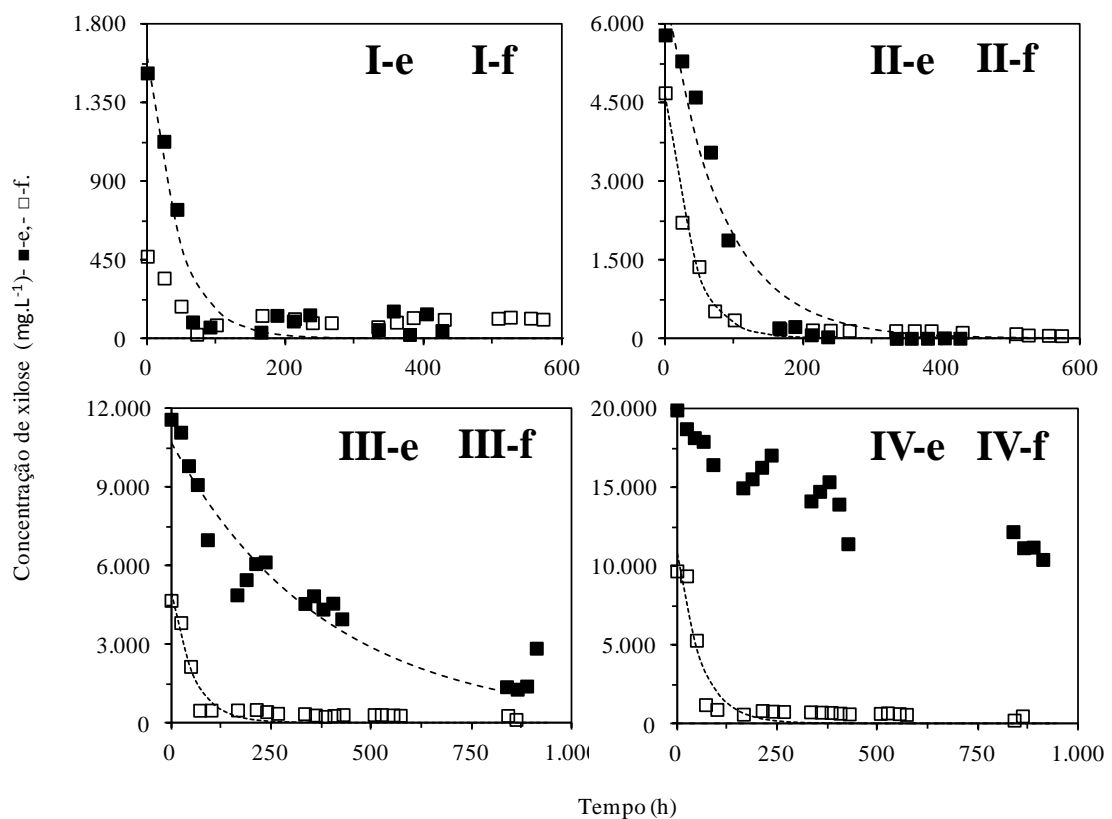 Concentração de xilose (mg.L-1)- ■-e,- □-f.
1.800
1.350
900
450
0
0 200 400 600
I-e I-f
6.000
4.500
3.000
1.500
0
0 200 400 600
II-e II-f
12.000
9.000
6.000
3.000
0
0 250 500 750 1.000
III-e III-f
20.000
15.000
10.000
5.000
0
0 250 500 750 1.000
IV-e IV-f
Tempo (h)